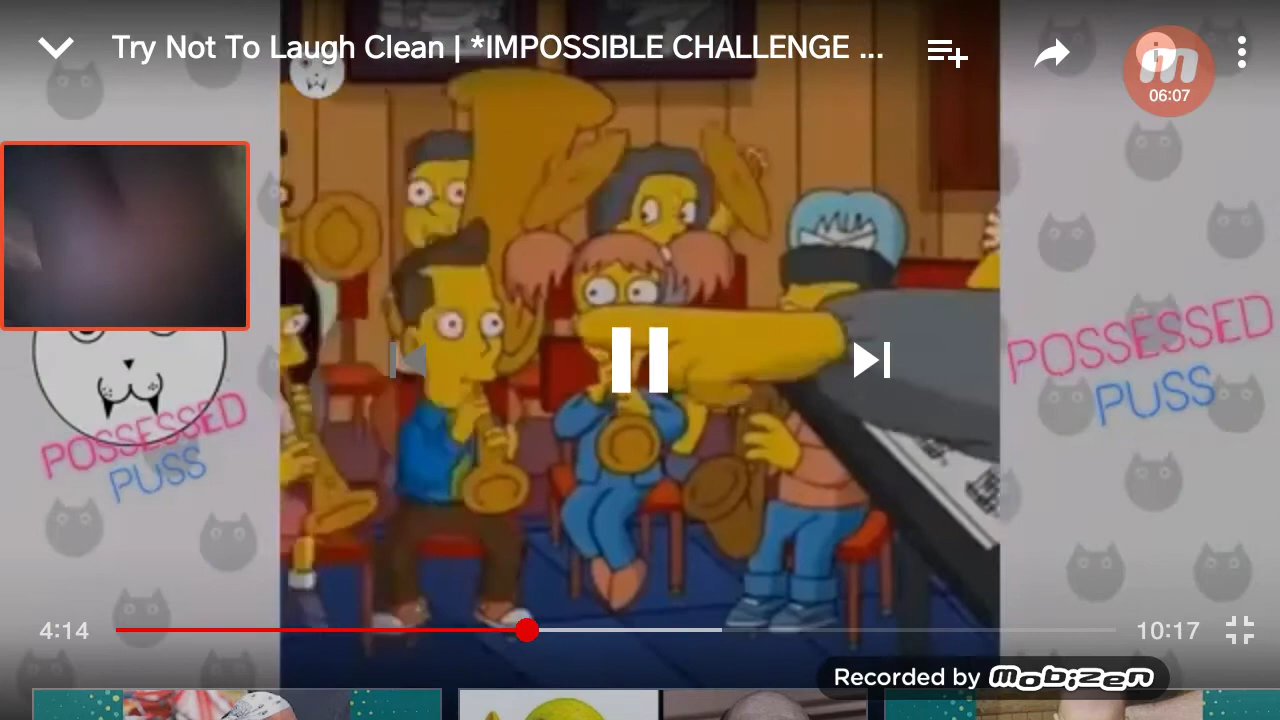 Try Not To Laugh Clean | *IMPOSSIBLE CHALLENGE ...
06:07
POSSESSED
PUSS
POSSESSED
PUSS
4:14
10:17
Recorded by mobizen